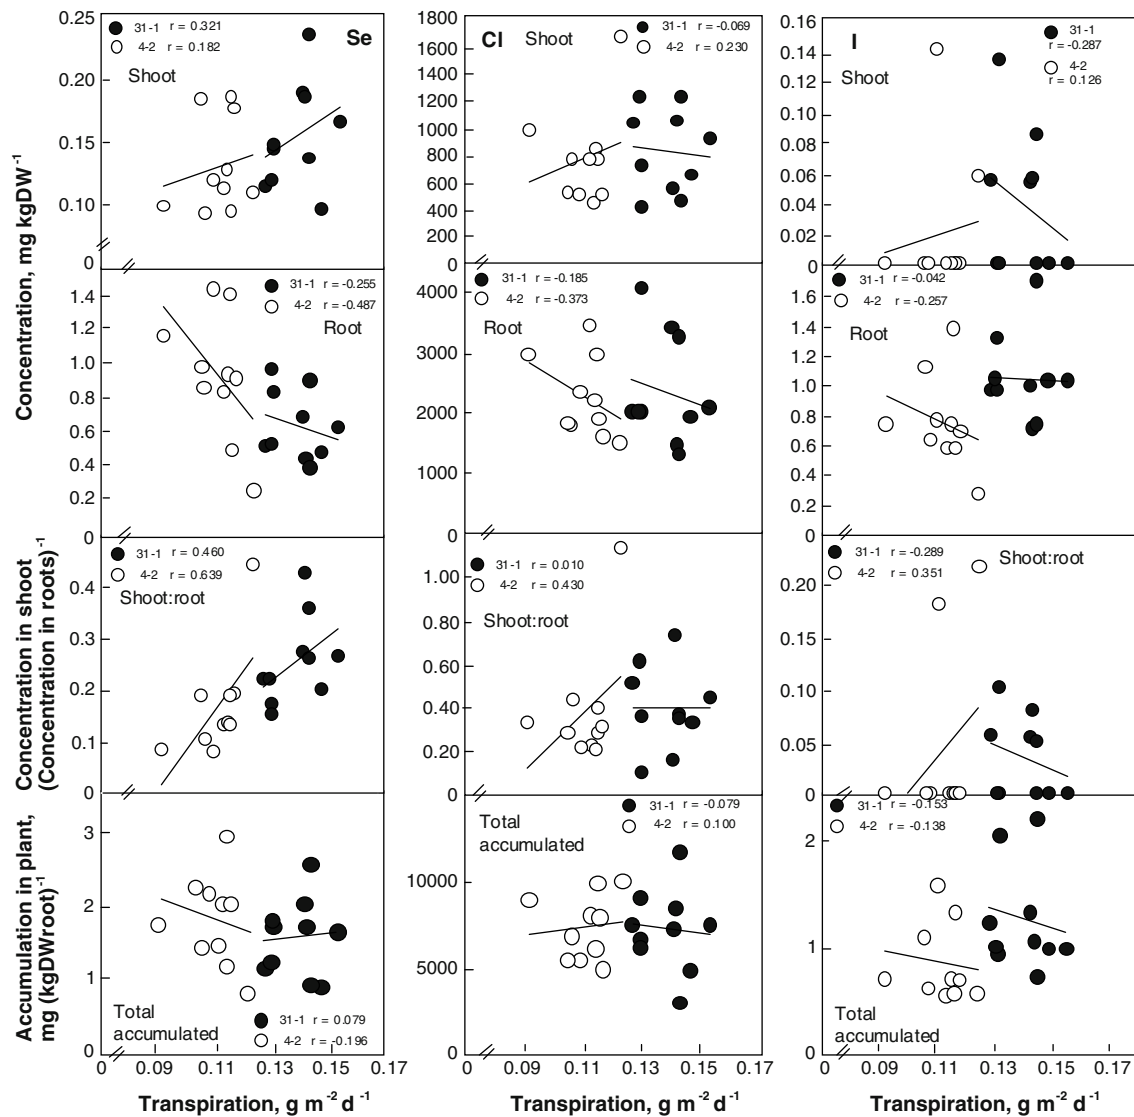 Concentration, mg kgDW⁻¹
Concentration in shoot
(Concentration in roots)⁻¹
Accumulation in plant,
mg (kgDWroot)⁻¹
0.25
0.20
0.15
0.10
0
31-1 r = 0.321
4-2 r = 0.182
Se
Shoot
1800
1600
1400
1200
1000
800
600
400
200
0
Cl
Shoot
31-1 r = -0.069
4-2 r = 0.230
0.16
0.14
0.12
0.10
0.08
0.06
0.04
0.02
0
I
31-1
r = -0.287
4-2
r = 0.126
Shoot
1.4
1.2
1.0
0.8
0.6
0.4
0.2
0
31-1 r = -0.255
4-2 r = -0.487
Root
4000
3000
2000
1000
0
31-1 r = -0.185
4-2 r = -0.373
Root
1.6
1.4
1.2
1.0
0.8
0.6
0.4
0.2
0
31-1 r = -0.042
4-2 r = -0.257
Root
0.4
0.3
0.2
0.1
0
31-1 r = 0.460
4-2 r = 0.639
Shoot:root
1.00
0.80
0.60
0.40
0.20
0
31-1 r = 0.010
4-2 r = 0.430
Shoot:root
0.20
0.15
0.10
0.05
0
31-1 r = -0.289
4-2 r = 0.351
Shoot:root
3
2
1
0
Total
accumulated
31-1 r = 0.079
4-2 r = -0.196
10000
5000
0
Total
accumulated
31-1 r = -0.079
4-2 r = 0.100
2
1
0
31-1 r = -0.153
4-2 r = -0.138
Total
accumulated
0.09 0.11 0.13 0.15 0.17
0.09 0.11 0.13 0.15 0.17
0.09 0.11 0.13 0.15 0.17
Transpiration, g m⁻² d⁻¹
Transpiration, g m⁻² d⁻¹
Transpiration, g m⁻² d⁻¹